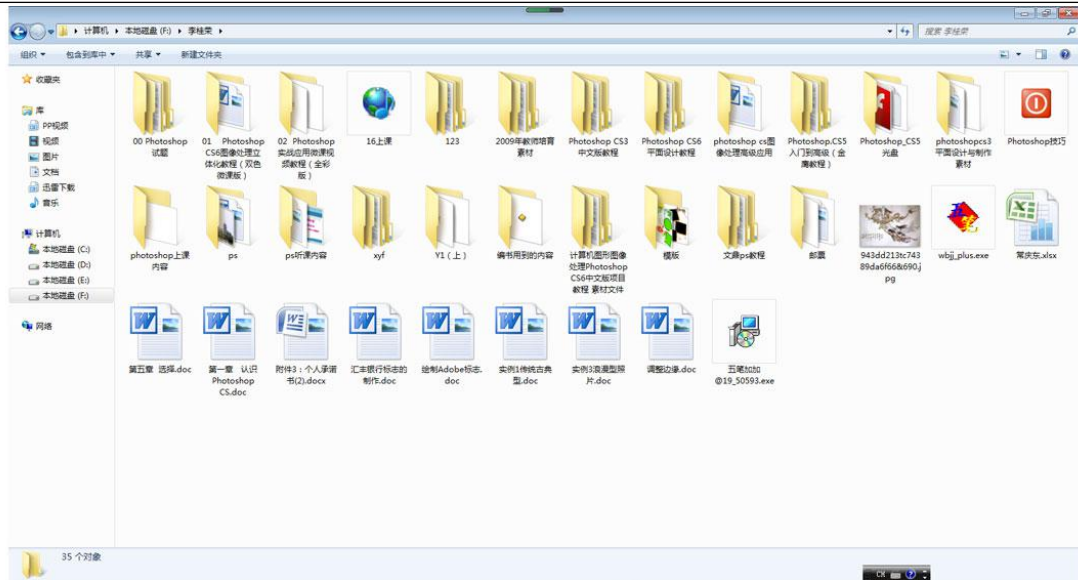 计算机 ▸ 本地磁盘 (F:) ▸ 李桂荣 ▸
搜索 李桂荣
组织 包含到库中 共享 新建文件夹
收藏夹
库
PP视频
视频
图片
文档
迅雷下载
音乐
计算机
本地磁盘 (C:)
本地磁盘 (D:)
本地磁盘 (E:)
本地磁盘 (F:)
网络
00 Photoshop
试题
01 Photoshop
CS6图像处理立
体化教程（双色
微课版）
02 Photoshop
实战应用微课视
频教程（全彩
版）
16上课
123
2009年教师培育
素材
Photoshop CS3
中文版教程
Photoshop CS6
平面设计教程
photoshop cs图
像处理高级应用
Photoshop.CS5
入门到高级（金
鹰教程）
Photoshop_CS5
光盘
photoshopcs3
平面设计与制作
素材
Photoshop技巧
photoshop上课
内容
ps
ps听课内容
xyf
Y1（上）
编书用到的内容
计算机图形图像
处理Photoshop
CS6中文版项目
教程 素材文件
模版
文鼎ps教程
邮票
943dd213tc743
89da6f66&690.j
pg
wbjj_plus.exe
常庆东.xlsx
第五章 选择.doc
第一章 认识
Photoshop
CS.doc
附件3：个人承诺
书(2).docx
汇丰银行标志的
制作.doc
绘制Adobe标志.
doc
实例1传统古典
型.doc
实例3浪漫型照
片.doc
调整边缘.doc
五笔加加
@19_50593.exe
35 个对象
CH